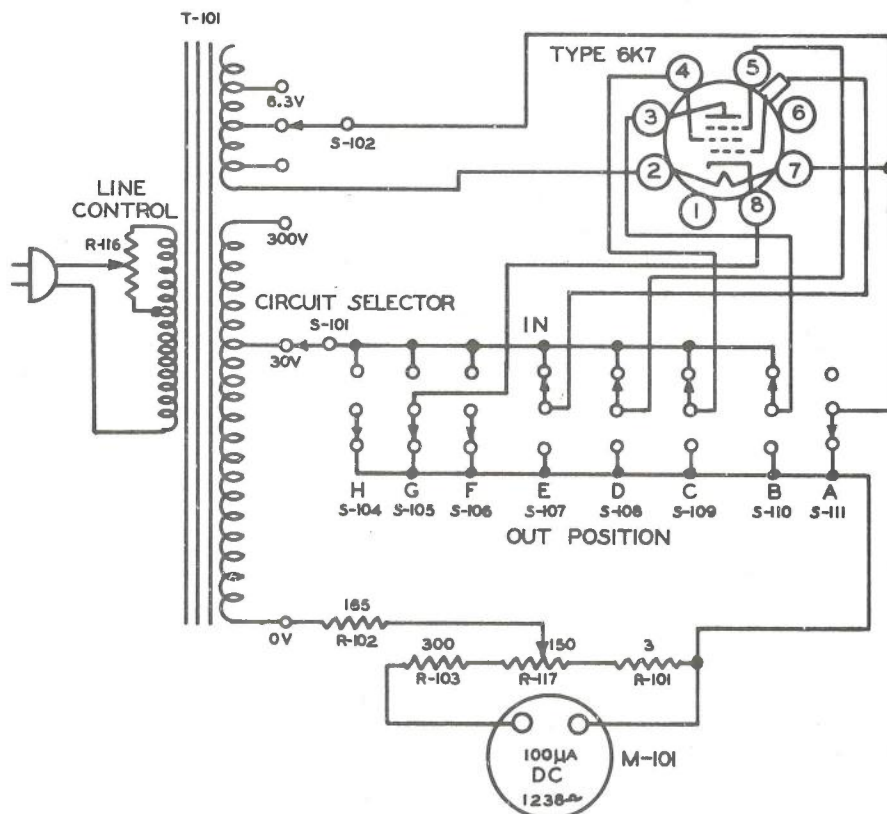 T-101
TYPE 6K7
4
5
3
6
2
7
1
8
6.3V
S-102
LINE
CONTROL
R-116
300V
CIRCUIT SELECTOR
S-101
30V
IN
H G F E D C B A
S-104 S-105 S-106 S-107 S-108 S-109 S-110 S-111
OUT POSITION
0V
165
R-102
300 150 3
R-103 R-117 R-101
100µA
DC
1238Ω
M-101